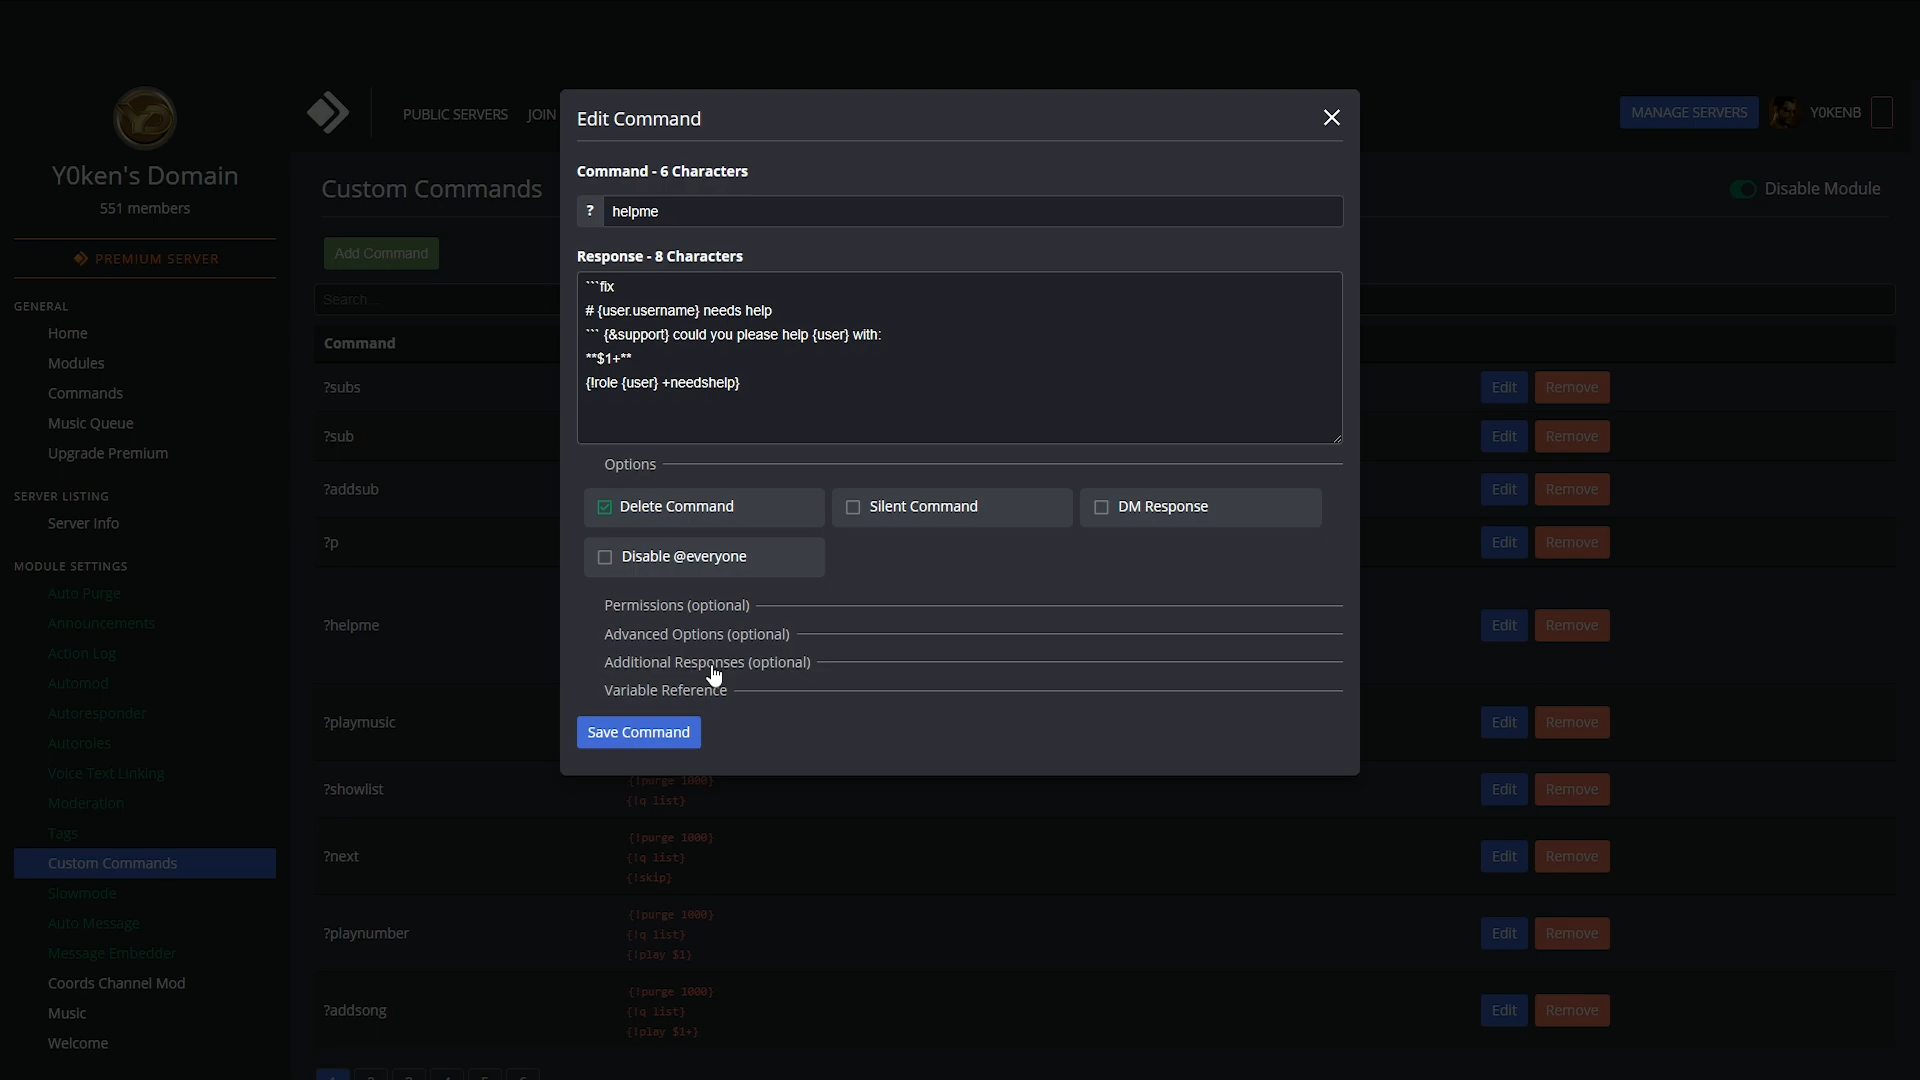 PUBLIC SERVERS
JOIN
MANAGE SERVERS
Y0KENB
Y0ken's Domain
551 members
PREMIUM SERVER
GENERAL
Home
Modules
Commands
Music Queue
Upgrade Premium
SERVER LISTING
Server Info
MODULE SETTINGS
Auto Purge
Announcements
Action Log
Automod
Autoresponder
Autoroles
Voice Text Linking
Moderation
Tags
Custom Commands
Slowmode
Auto Message
Message Embedder
Coords Channel Mod
Music
Welcome
Custom Commands
Disable Module
Add Command
Search...
Command
?subs
Edit
Remove
?sub
Edit
Remove
?addsub
Edit
Remove
?p
Edit
Remove
?helpme
Edit
Remove
?playmusic
Edit
Remove
?showlist
{!purge 1000}
{!q list}
Edit
Remove
?next
{!purge 1000}
{!q list}
{!skip}
Edit
Remove
?playnumber
{!purge 1000}
{!q list}
{!play $1}
Edit
Remove
?addsong
{!purge 1000}
{!q list}
{!play $1+}
Edit
Remove
Edit Command
Command - 6 Characters
? helpme
Response - 8 Characters
```fix
# {user.username} needs help
``` {&support} could you please help {user} with:
**$1+**
{!role {user} +needshelp}
Options
Delete Command
Silent Command
DM Response
Disable @everyone
Permissions (optional)
Advanced Options (optional)
Additional Responses (optional)
Variable Reference
Save Command